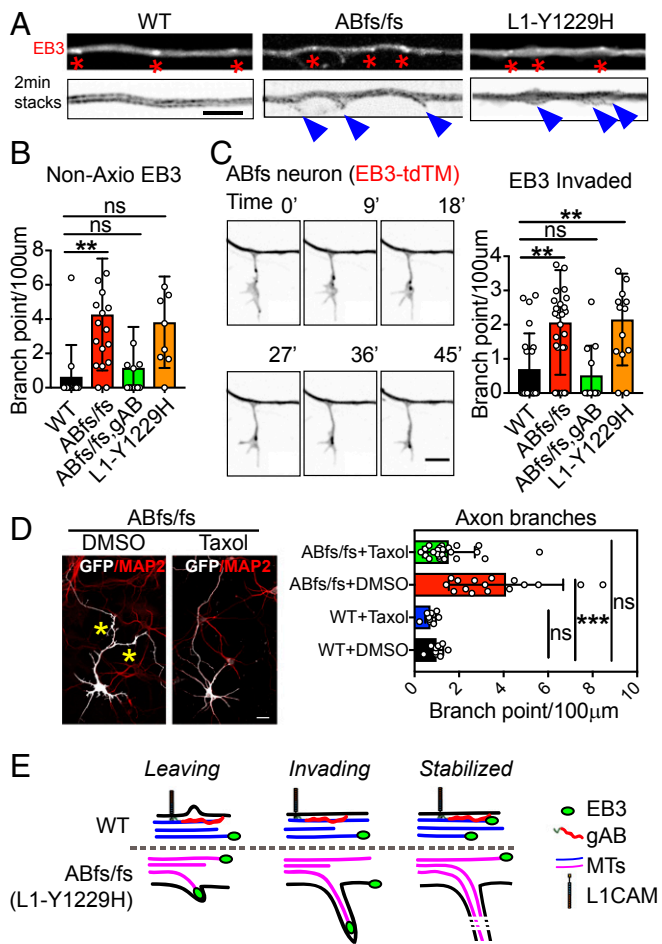 A
WT
ABfs/fs
L1-Y1229H
EB3
* * *
* * *
* * *
2min
stacks
B
Non-Axio EB3
ns
ns
**
Branch point/100um
8
6
4
2
0
WT
ABfs/fs
ABfs/fs,gAB
L1-Y1229H
C
ABfs neuron (EB3-tdTM)
Time 0' 9' 18'
27' 36' 45'
EB3 Invaded
**
ns
**
Branch point/100um
4
3
2
1
0
WT
ABfs/fs
ABfs/fs,gAB
L1-Y1229H
D
ABfs/fs
DMSO
Taxol
GFP/MAP2
GFP/MAP2
*
*
Axon branches
ABfs/fs+Taxol
ABfs/fs+DMSO
WT+Taxol
WT+DMSO
ns
***
ns
0 2 4 6 8 10
Branch point/100μm
E
Leaving
Invading
Stabilized
WT
ABfs/fs
(L1-Y1229H)
EB3
gAB
MTs
L1CAM